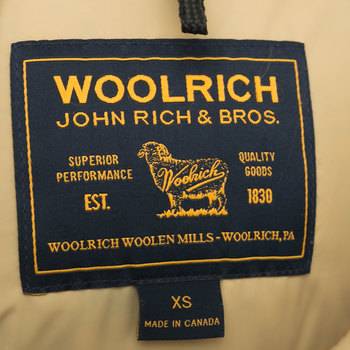 WOOLRICH
JOHN RICH & BROS.
SUPERIOR PERFORMANCE
QUALITY GOODS
Woolrich
EST. 1830
WOOLRICH WOOLEN MILLS - WOOLRICH, PA
XS
MADE IN CANADA